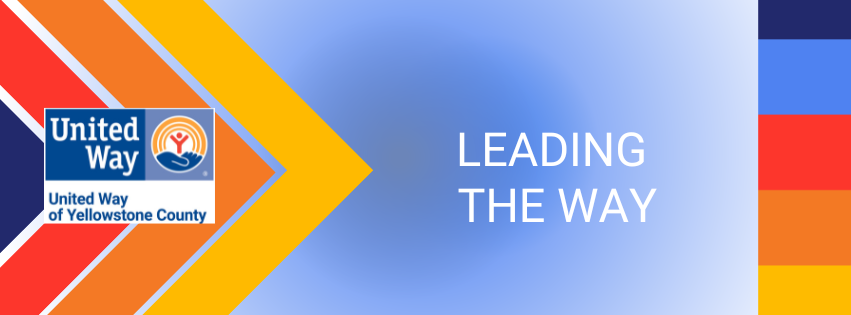 United
Way
United Way
of Yellowstone County
LEADING
THE WAY